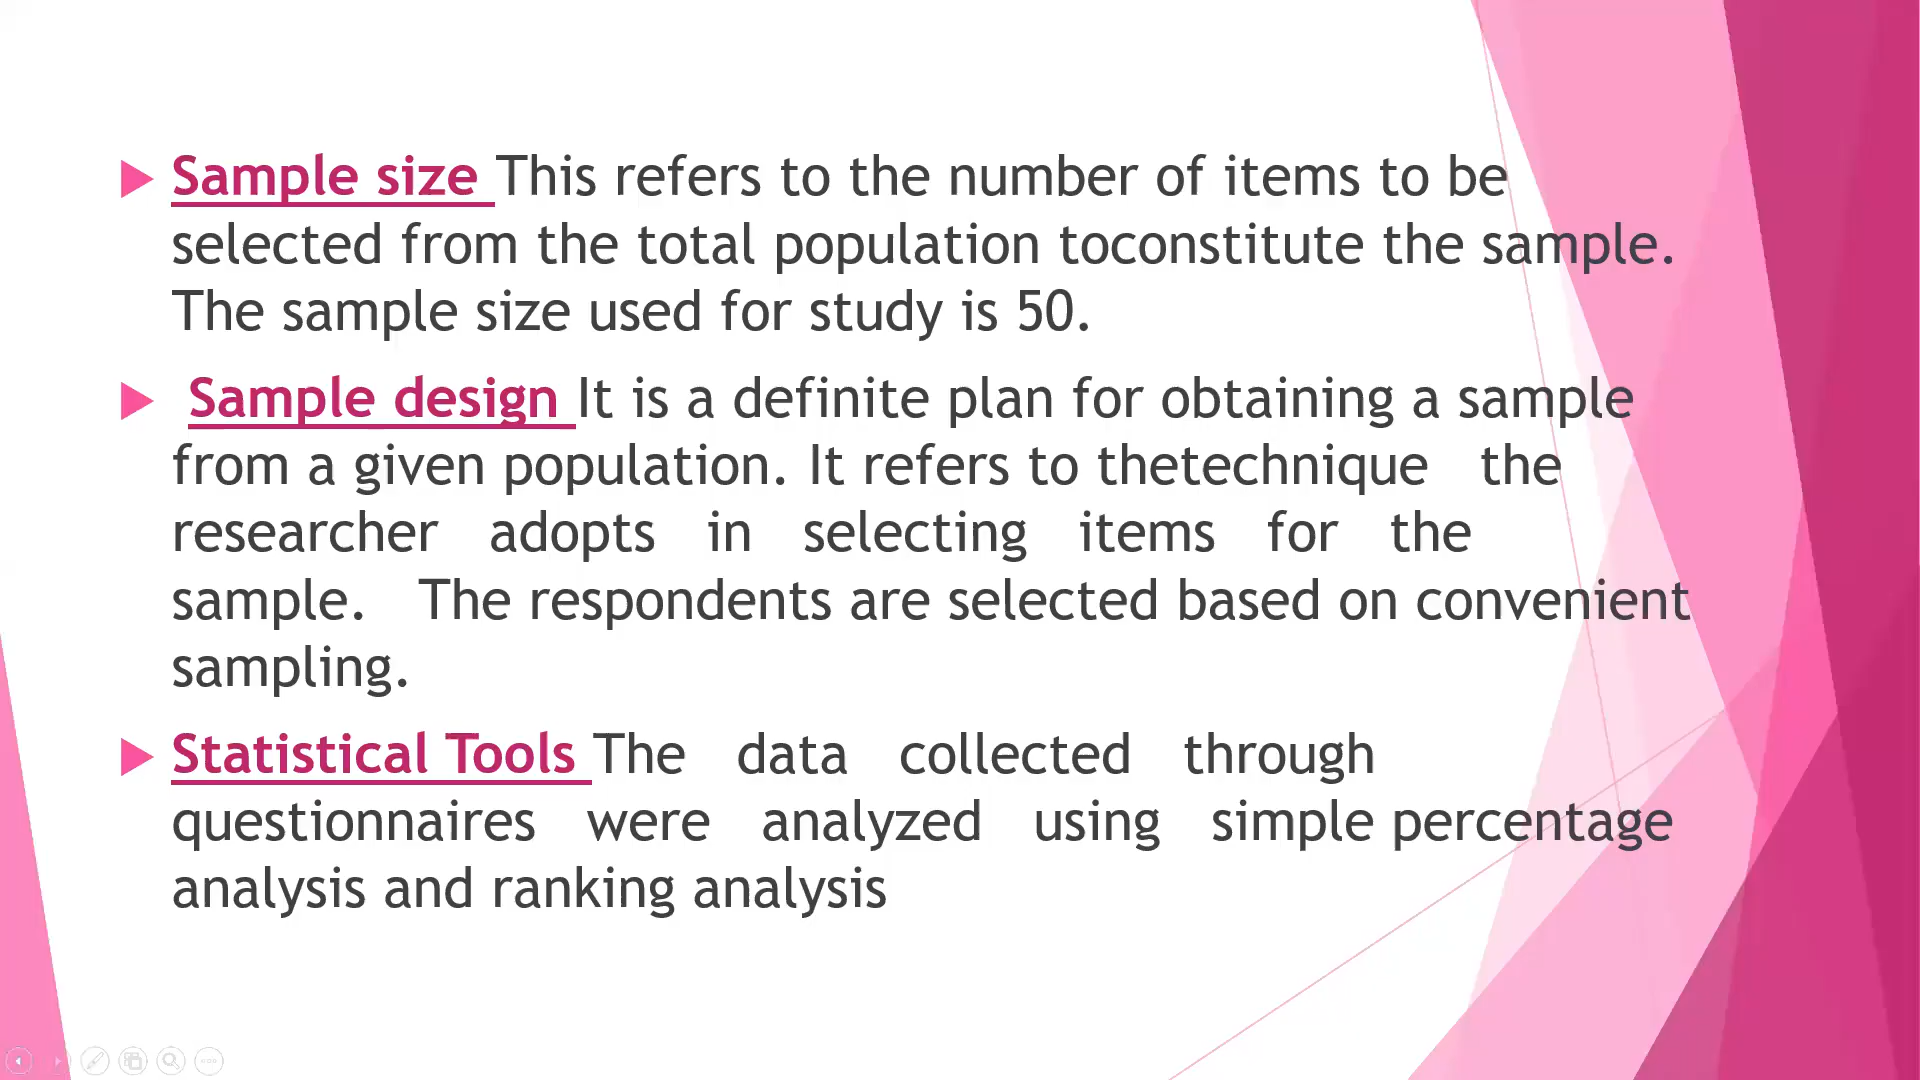 Sample size This refers to the number of items to be
selected from the total population toconstitute the sample.
The sample size used for study is 50.
Sample design It is a definite plan for obtaining a sample
from a given population. It refers to thetechnique the
researcher adopts in selecting items for the
sample. The respondents are selected based on convenient
sampling.
Statistical Tools The data collected through
questionnaires were analyzed using simple percentage
analysis and ranking analysis